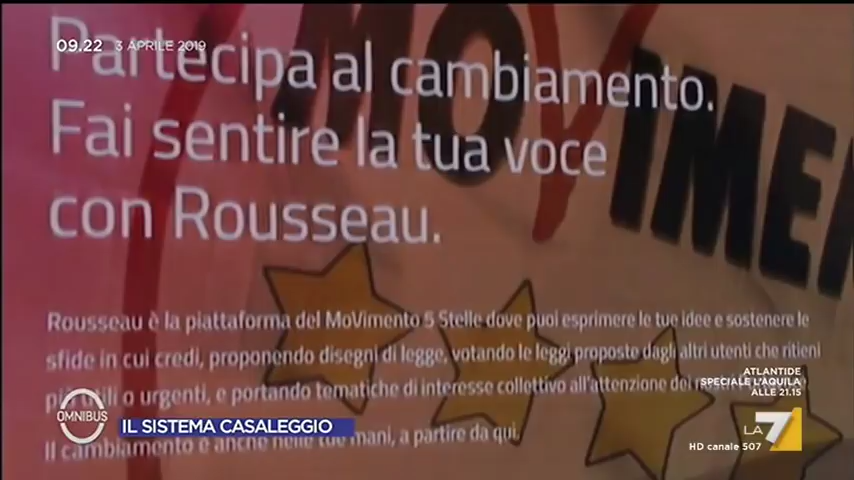 09.22 3 APRILE 2019
Partecipa al cambiamento.
Fai sentire la tua voce
con Rousseau.
MOVIMEN
Rousseau è la piattaforma del MoVimento 5 Stelle dove puoi esprimere le tue idee e sostenere le
sfide in cui credi, proponendo disegni di legge, votando le leggi proposte dagli altri utenti che ritieni
più utili o urgenti, e portando tematiche di interesse collettivo all'attenzione dei
Il cambiamento è anche nelle tue mani, a partire da qui.
ATLANTIDE
SPECIALE L'AQUILA
ALLE 21.15
OMNIBUS
IL SISTEMA CASALEGGIO
LA 7
HD canale 507